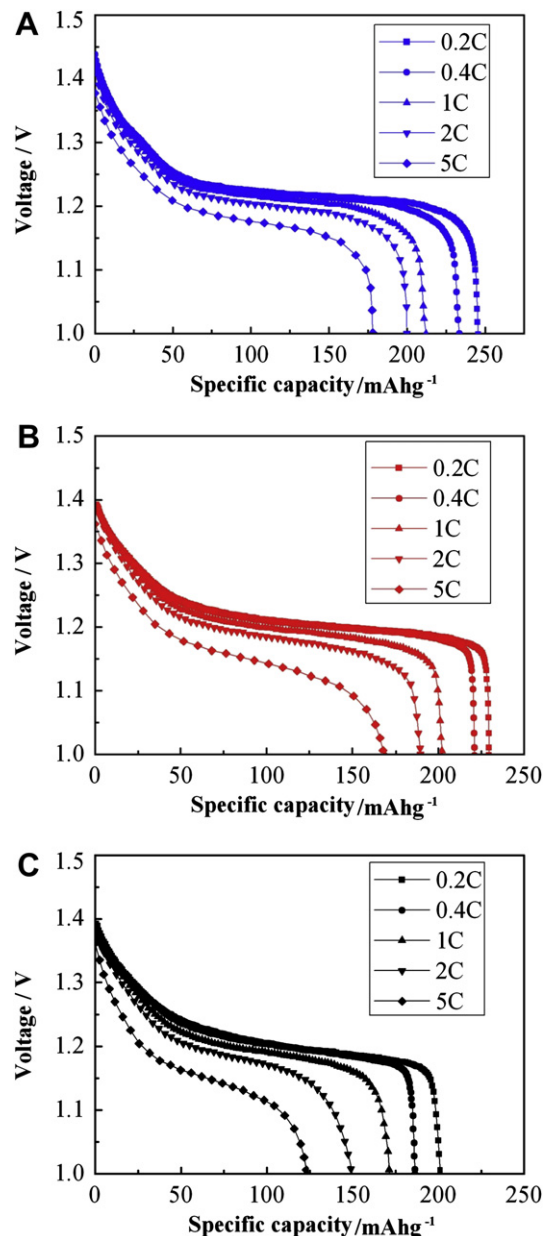 A
1.5
1.4
1.3
1.2
1.1
1.0
Voltage / V
0.2C
0.4C
1C
2C
5C
0 50 100 150 200 250
Specific capacity/mAhg⁻¹
B
1.5
1.4
1.3
1.2
1.1
1.0
Voltage / V
0.2C
0.4C
1C
2C
5C
0 50 100 150 200 250
Specific capacity/mAhg⁻¹
C
1.5
1.4
1.3
1.2
1.1
1.0
Voltage / V
0.2C
0.4C
1C
2C
5C
0 50 100 150 200 250
Specific capacity/mAhg⁻¹